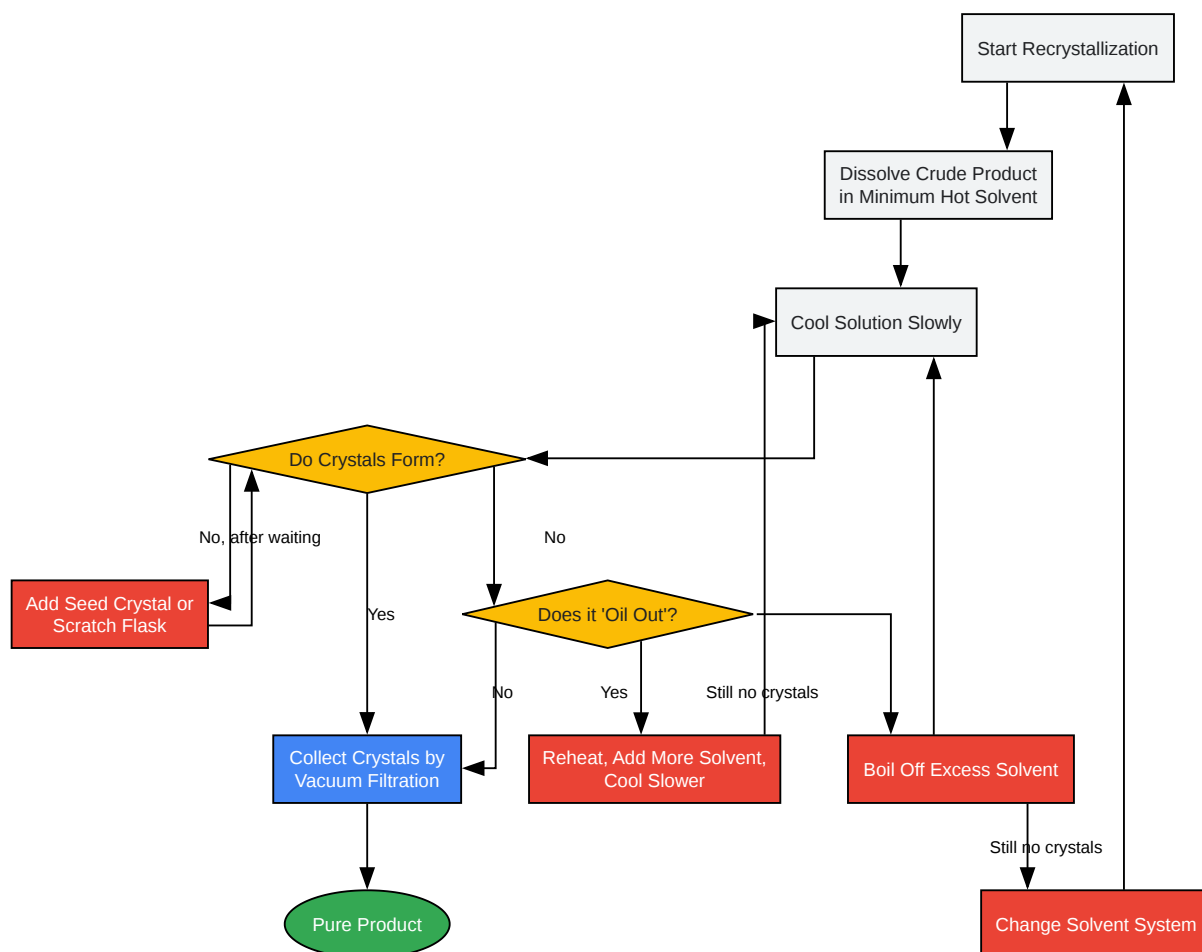 Start Recrystallization
Dissolve Crude Product
in Minimum Hot Solvent
Cool Solution Slowly
Do Crystals Form?
No, after waiting
No
Add Seed Crystal or
Scratch Flask
Yes
Does it 'Oil Out'?
No
Yes
Still no crystals
Collect Crystals by
Vacuum Filtration
Reheat, Add More Solvent,
Cool Slower
Boil Off Excess Solvent
Still no crystals
Pure Product
Change Solvent System